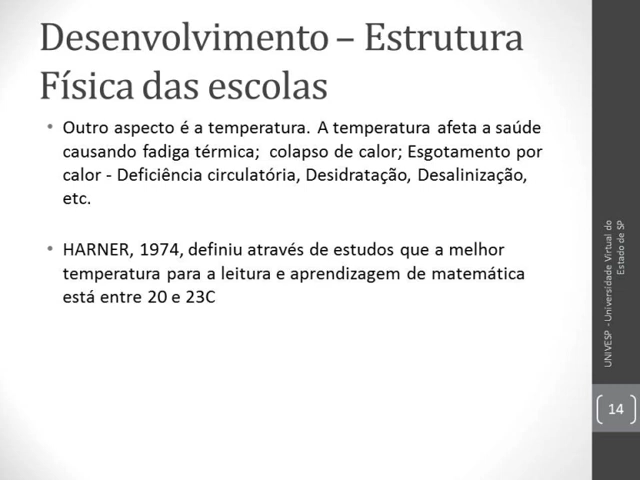 Desenvolvimento – Estrutura
Física das escolas
• Outro aspecto é a temperatura. A temperatura afeta a saúde
causando fadiga térmica; colapso de calor; Esgotamento por
calor - Deficiência circulatória, Desidratação, Desalinização,
etc.
• HARNER, 1974, definiu através de estudos que a melhor
temperatura para a leitura e aprendizagem de matemática
está entre 20 e 23C
UNIVESP - Universidade Virtual do
Estado de SP
14